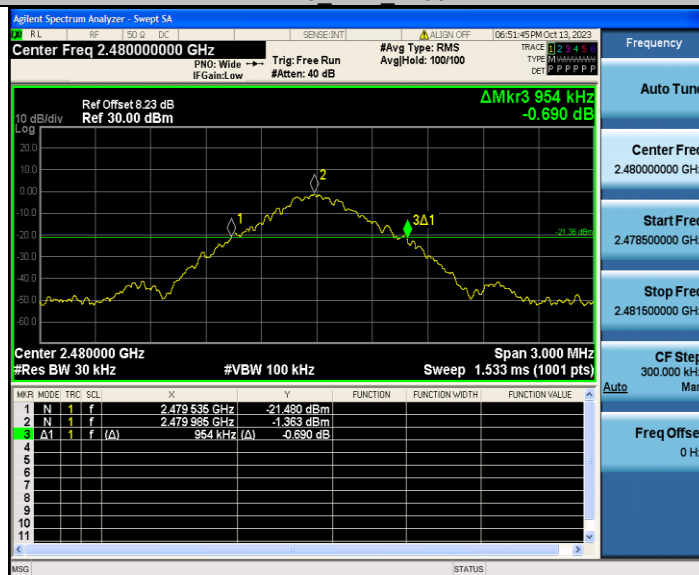 Agilent Spectrum Analyzer - Swept SA
RL RF 50 Ω DC SENSE:INT ALIGN OFF 06:51:45 PM Oct 13, 2023
Center Freq 2.480000000 GHz
PNO: Wide
IFGain:Low
Trig: Free Run
#Atten: 40 dB
#Avg Type: RMS
Avg|Hold: 100/100
TRACE 1 2 3 4 5 6
TYPE MWWWWW
DET P P P P P P
ΔMkr3 954 kHz
-0.690 dB
Ref Offset 8.23 dB
10 dB/div Ref 30.00 dBm
Log
20.0
10.0
0.00
-10.0
-20.0
-30.0
-40.0
-50.0
-60.0
1
2
3Δ1
-21.36 dBm
Center 2.480000 GHz Span 3.000 MHz
#Res BW 30 kHz #VBW 100 kHz Sweep 1.533 ms (1001 pts)
MKR MODE TRC SCL X Y FUNCTION FUNCTION WIDTH FUNCTION VALUE
1 N 1 f 2.479 535 GHz -21.480 dBm
2 N 1 f 2.479 985 GHz -1.363 dBm
3 Δ1 1 f (Δ) 954 kHz (Δ) -0.690 dB
4
5
6
7
8
9
10
11
MSG STATUS
Frequency
Auto Tune
Center Freq
2.480000000 GHz
Start Freq
2.478500000 GHz
Stop Freq
2.481500000 GHz
CF Step
300.000 kHz
Auto Man
Freq Offset
0 Hz